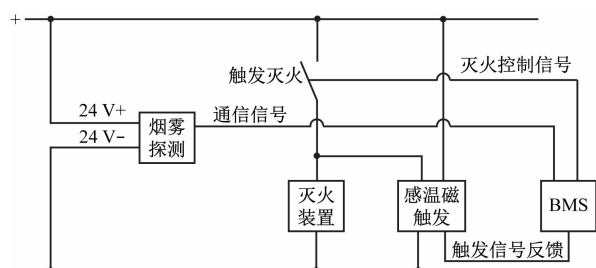 +
触发灭火
灭火控制信号
24 V+
通信信号
烟雾
探测
24 V−
灭火
装置
感温磁
触发
BMS
触发信号反馈